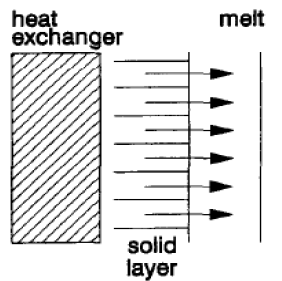 heat
exchanger
melt
solid
layer